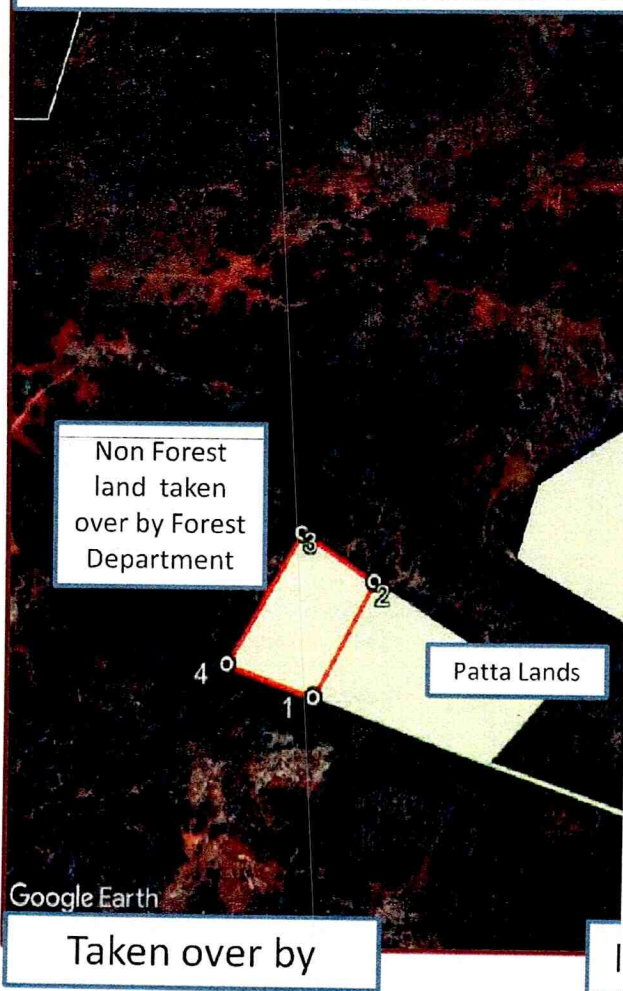 Non Forest
land taken
over by Forest
Department
3
2
4
1
Patta Lands
Google Earth
Taken over by